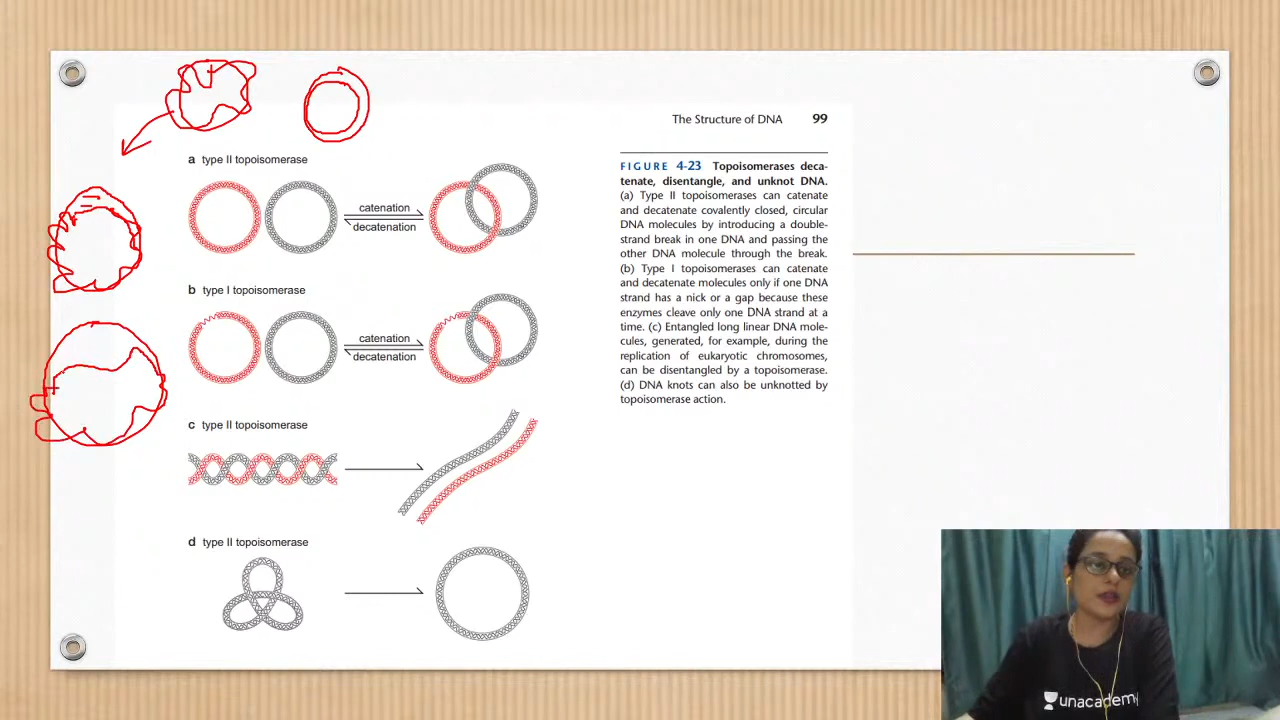 The Structure of DNA 99
a type II topoisomerase
catenation
decatenation
b type I topoisomerase
catenation
decatenation
c type II topoisomerase
d type II topoisomerase
FIGURE 4-23 Topoisomerases deca-
tenate, disentangle, and unknot DNA.
(a) Type II topoisomerases can catenate
and decatenate covalently closed, circular
DNA molecules by introducing a double-
strand break in one DNA and passing the
other DNA molecule through the break.
(b) Type I topoisomerases can catenate
and decatenate molecules only if one DNA
strand has a nick or a gap because these
enzymes cleave only one DNA strand at a
time. (c) Entangled long linear DNA mole-
cules, generated, for example, during the
replication of eukaryotic chromosomes,
can be disentangled by a topoisomerase.
(d) DNA knots can also be unknotted by
topoisomerase action.
unacademy